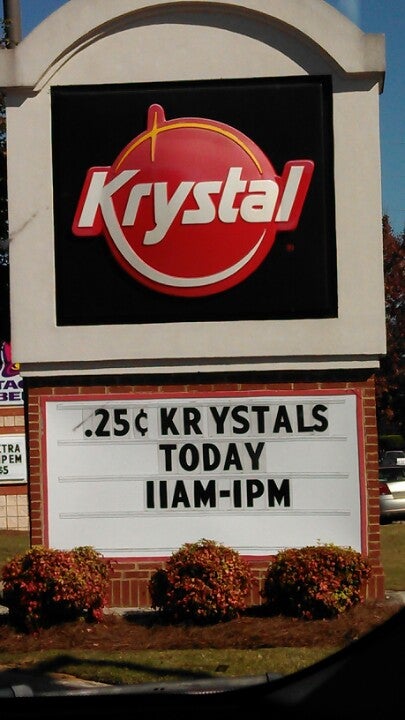 Krystal
.25¢ KRYSTALS
TODAY
11AM-1PM